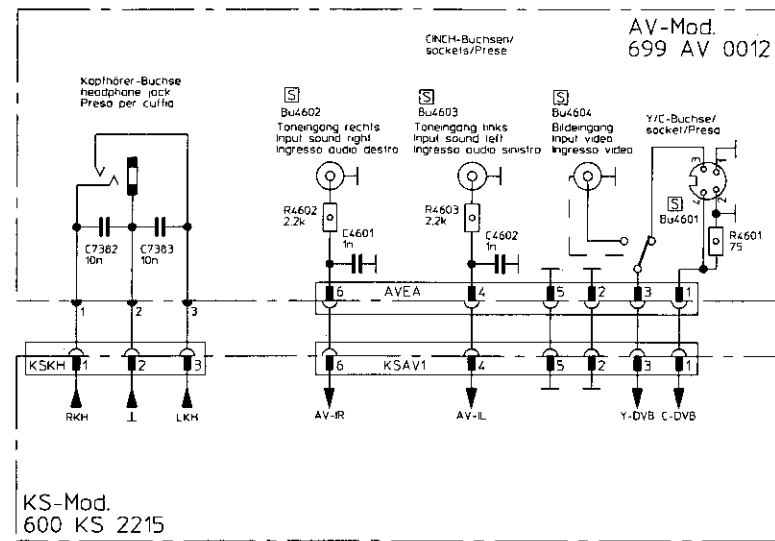 AV-Mod.
699 AV 0012
CINCH-Buchsen/
sockets/Prese
Kopfhörer-Buchse
headphone jack
Presa per cuffia
S
Bu4602
Toneingang rechts
Input sound right
Ingresso audio destro
S
Bu4603
Toneingang links
Input sound left
Ingresso audio sinistro
S
Bu4604
Bildeingang
Input video
Ingresso video
Y/C-Buchse/
socket/Presa
3 1
4 2
S
Bu4601
R4601
75
R4602
2.2k
C4601
1n
R4603
2.2k
C4602
1n
C7382
10n
C7383
10n
6 AVEA 4 5 2 3 1
1 2 3
KSKH 1 2 3
6 KSAV1 4 5 2 3 1
RKH ⊥ LKH
AV-IR AV-IL Y-DVB C-DVB
KS-Mod.
600 KS 2215